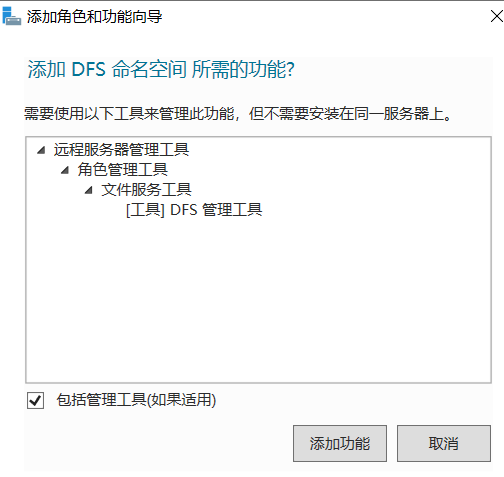 添加角色和功能向导
添加 DFS 命名空间 所需的功能?
需要使用以下工具来管理此功能，但不需要安装在同一服务器上。
远程服务器管理工具
角色管理工具
文件服务工具
[工具] DFS 管理工具
包括管理工具(如果适用)
添加功能
取消